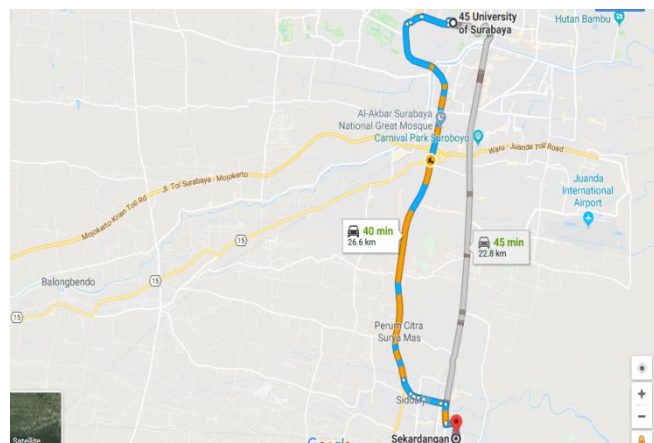 45 University
of Surabaya
Hutan Bambu
Al-Akbar Surabaya
National Great Mosque
Carnival Park Suroboyo
Waru - Juanda Toll Road
Jl. Tol Surabaya - Mojokerto
Mojokerto Kriari Toll Rd
Juanda
International
Airport
40 min
26.6 km
45 min
22.8 km
15
Balongbendo
15
15
Perum Citra
Surya Mas
Sidoarjo
Satellite
Google
Sekardangan